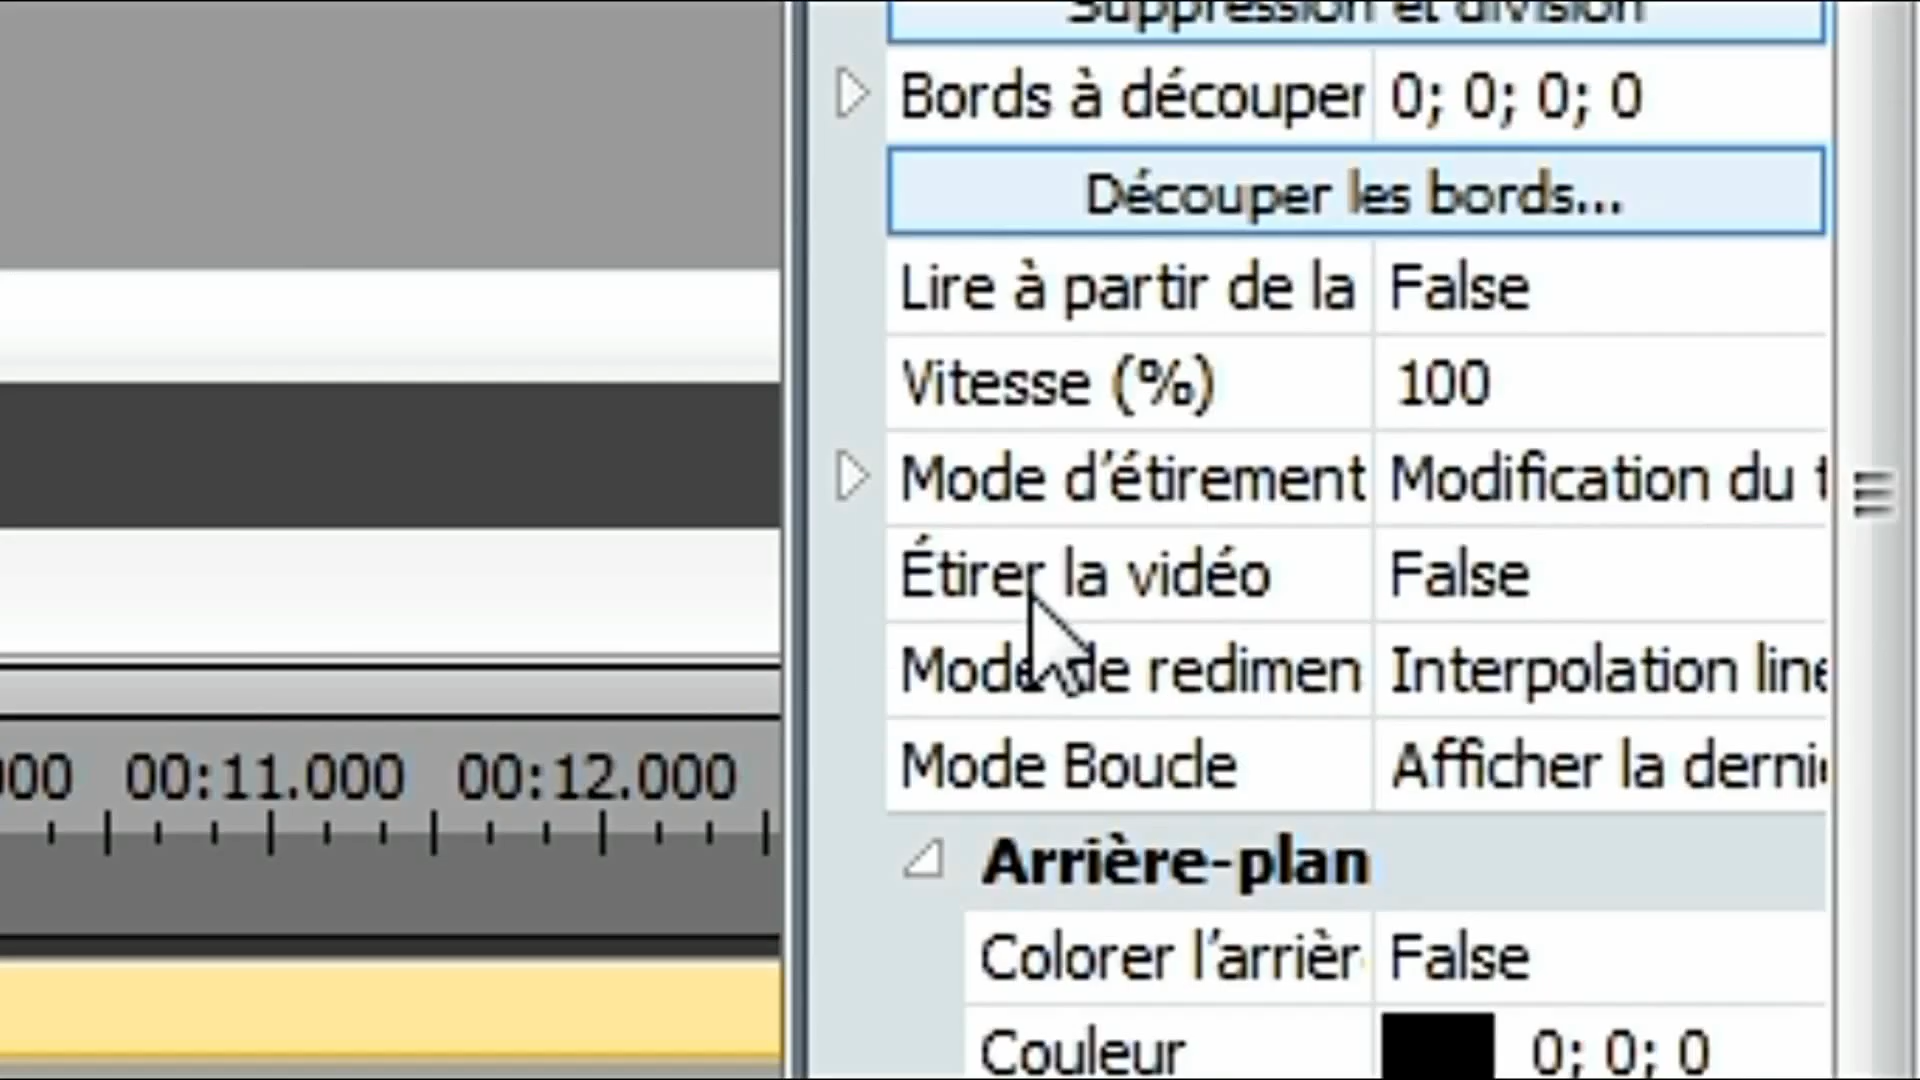 Suppression et division
Bords à découper 0; 0; 0; 0
Découper les bords...
Lire à partir de la False
Vitesse (%) 100
Mode d'étirement Modification du
Étirer la vidéo False
Mode de redimen Interpolation line
Mode Boucle Afficher la derni
000 00:11.000 00:12.000
Arrière-plan
Colorer l'arrièr False
Couleur 0; 0; 0